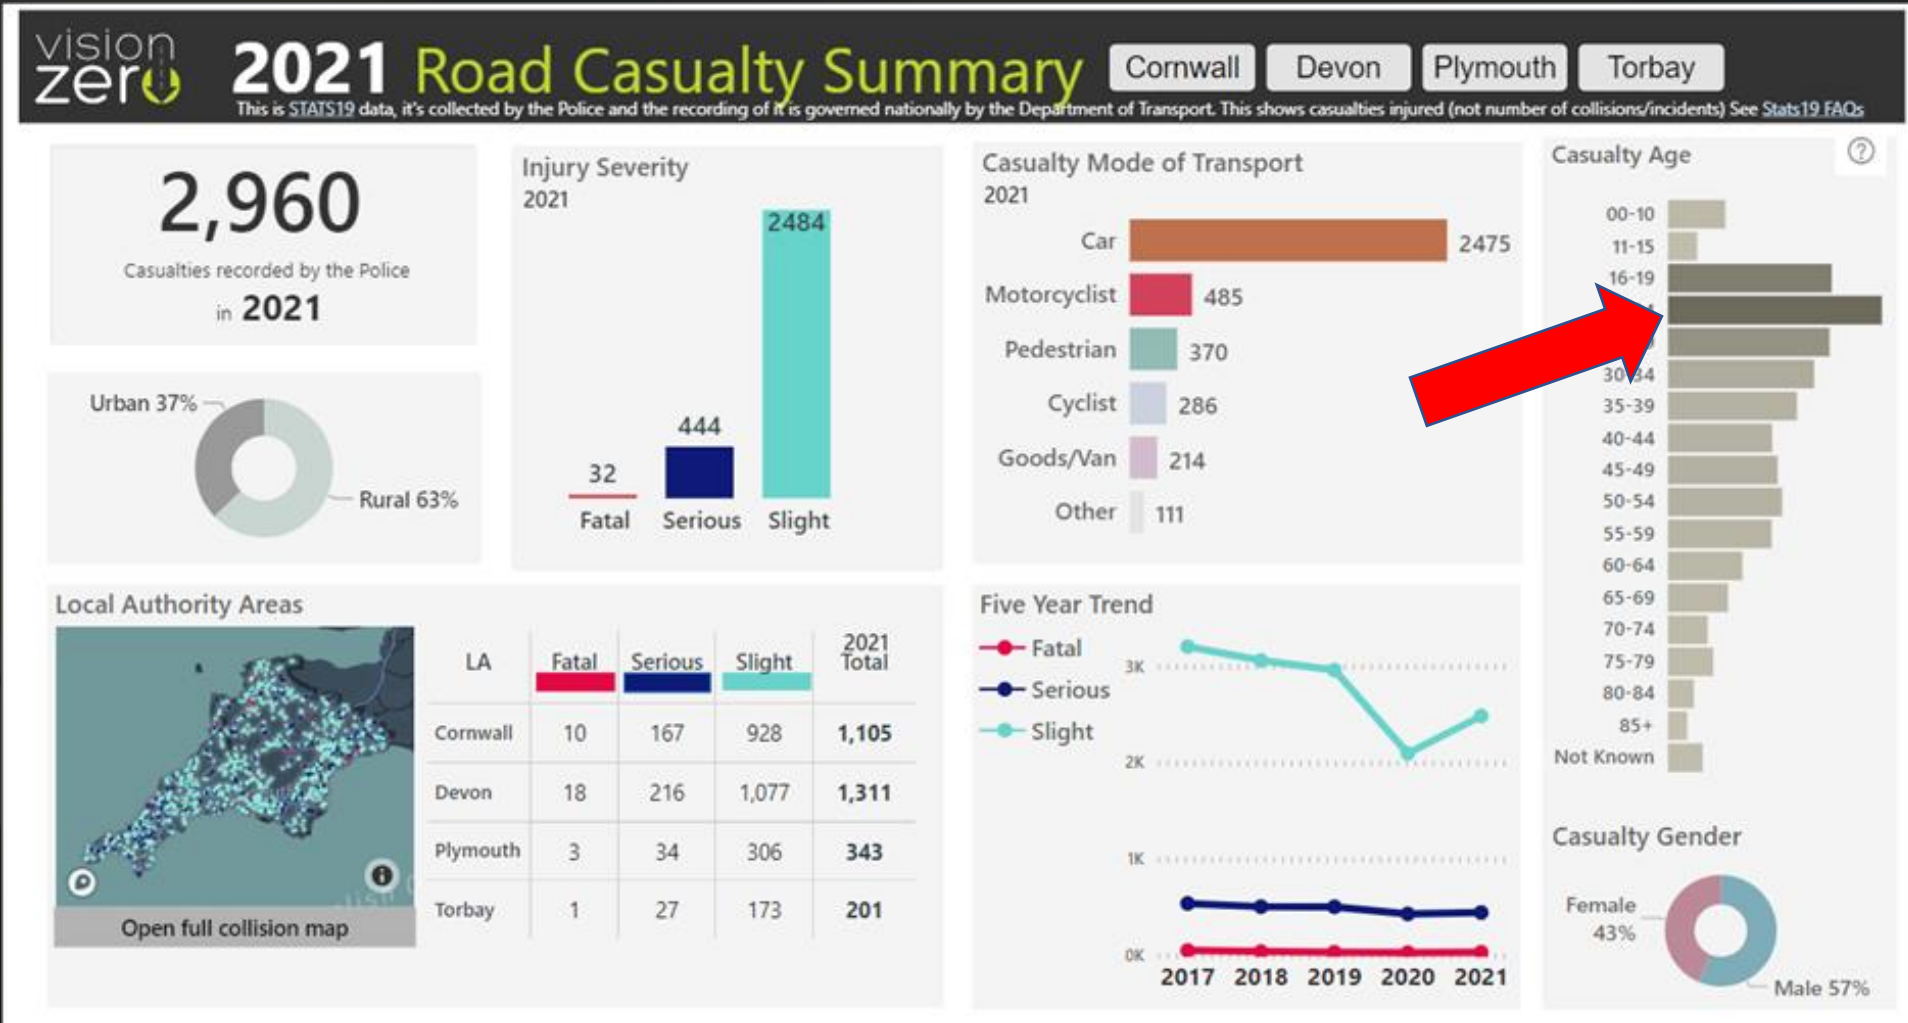 vision
zero
2021 Road Casualty Summary
Cornwall
Devon
Plymouth
Torbay
This is STATS19 data, it's collected by the Police and the recording of it is governed nationally by the Department of Transport. This shows casualties injured (not number of collisions/incidents) See Stats19 FAQs
2,960
Casualties recorded by the Police
in 2021
Urban 37%
Rural 63%
Injury Severity
2021
2484
444
32
Fatal Serious Slight
Casualty Mode of Transport
2021
Car 2475
Motorcyclist 485
Pedestrian 370
Cyclist 286
Goods/Van 214
Other 111
Casualty Age
?
00-10
11-15
16-19
30-34
35-39
40-44
45-49
50-54
55-59
60-64
65-69
70-74
75-79
80-84
85+
Not Known
Local Authority Areas
Open full collision map
LA Fatal Serious Slight 2021 Total
Cornwall 10 167 928 1,105
Devon 18 216 1,077 1,311
Plymouth 3 34 306 343
Torbay 1 27 173 201
Five Year Trend
Fatal
Serious
Slight
3K
2K
1K
0K
2017 2018 2019 2020 2021
Casualty Gender
Female
43%
Male 57%